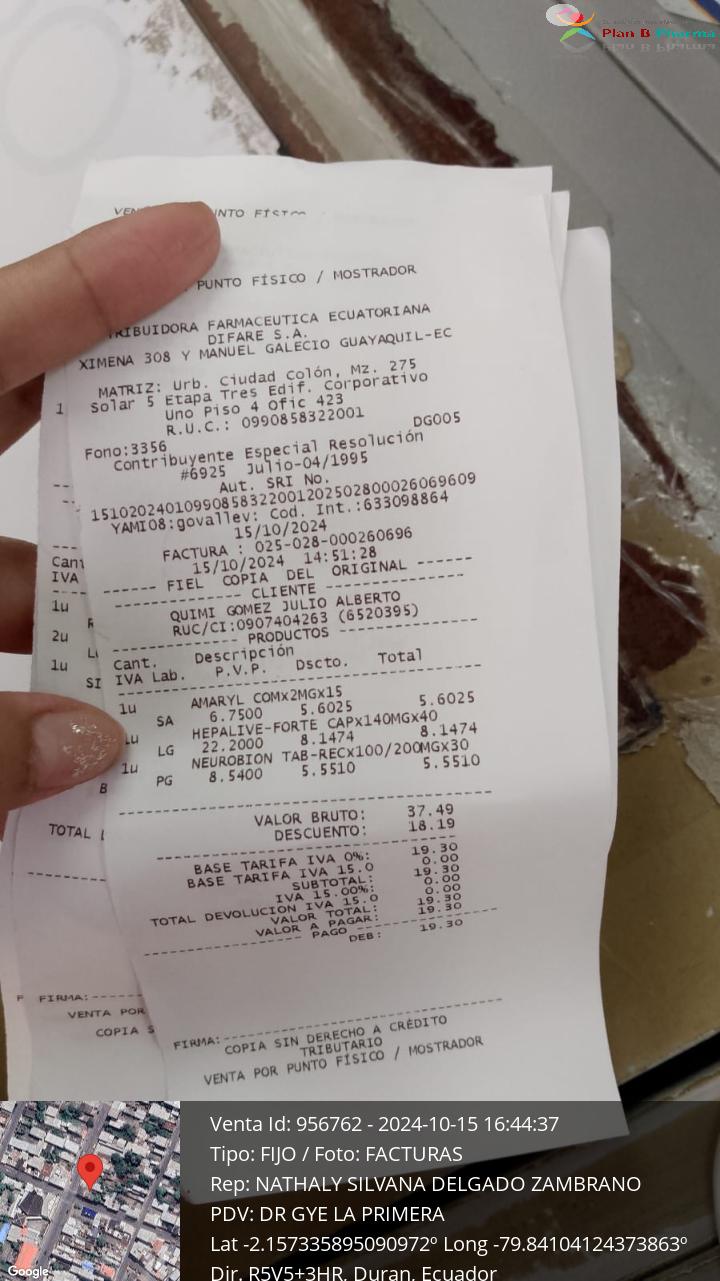 Plan B Pharma
VEN UNTO FÍSICO
PUNTO FÍSICO / MOSTRADOR
TRIBUIDORA FARMACEUTICA ECUATORIANA
DIFARE S.A.
XIMENA 308 Y MANUEL GALECIO GUAYAQUIL-EC
MATRIZ: Urb. Ciudad Colón, Mz. 275
Solar 5 Etapa Tres Edif. Corporativo
Uno Piso 4 Ofic 423
R.U.C.: 0990858322001
Fono:3356 DG005
Contribuyente Especial Resolución
#6925 Julio-04/1995
Aut. SRI No.
1510202401099085832200120250280002606960​9
YAMI08:govallev: Cod. Int.:633098864
15/10/2024
FACTURA : 025-028-000260696
15/10/2024 14:51:28
------ FIEL COPIA DEL ORIGINAL ------
CLIENTE
QUIMI GOMEZ JULIO ALBERTO
RUC/CI:0907404263 (6520395)
PRODUCTOS
Cant. Descripción
IVA Lab. P.V.P. Dscto. Total
1u AMARYL COMx2MGx15
SA 6.7500 5.6025 5.6025
1u HEPALIVE-FORTE CAPx140MGx40
LG 22.2000 8.1474 8.1474
1u NEUROBION TAB-RECx100/200MGx30
PG 8.5400 5.5510 5.5510
VALOR BRUTO: 37.49
DESCUENTO: 18.19
BASE TARIFA IVA 0%: 19.30
BASE TARIFA IVA 15.0 0.00
SUBTOTAL: 19.30
IVA 15.00%: 0.00
TOTAL DEVOLUCION IVA 15.0 0.00
VALOR TOTAL: 19.30
VALOR A PAGAR: 19.30
PAGO
DEB: 19.30
FIRMA:
COPIA SIN DERECHO A CRÉDITO
TRIBUTARIO
VENTA POR PUNTO FÍSICO / MOSTRADOR
1
Cant
IVA
1u
2u
1u
SI
B
TOTAL
FIRMA:
VENTA POR
COPIA S
Venta Id: 956762 - 2024-10-15 16:44:37
Tipo: FIJO / Foto: FACTURAS
Rep: NATHALY SILVANA DELGADO ZAMBRANO
PDV: DR GYE LA PRIMERA
Lat -2.157335895090972º Long -79.84104124373863º
Dir. R5V5+3HR, Duran, Ecuador
Google